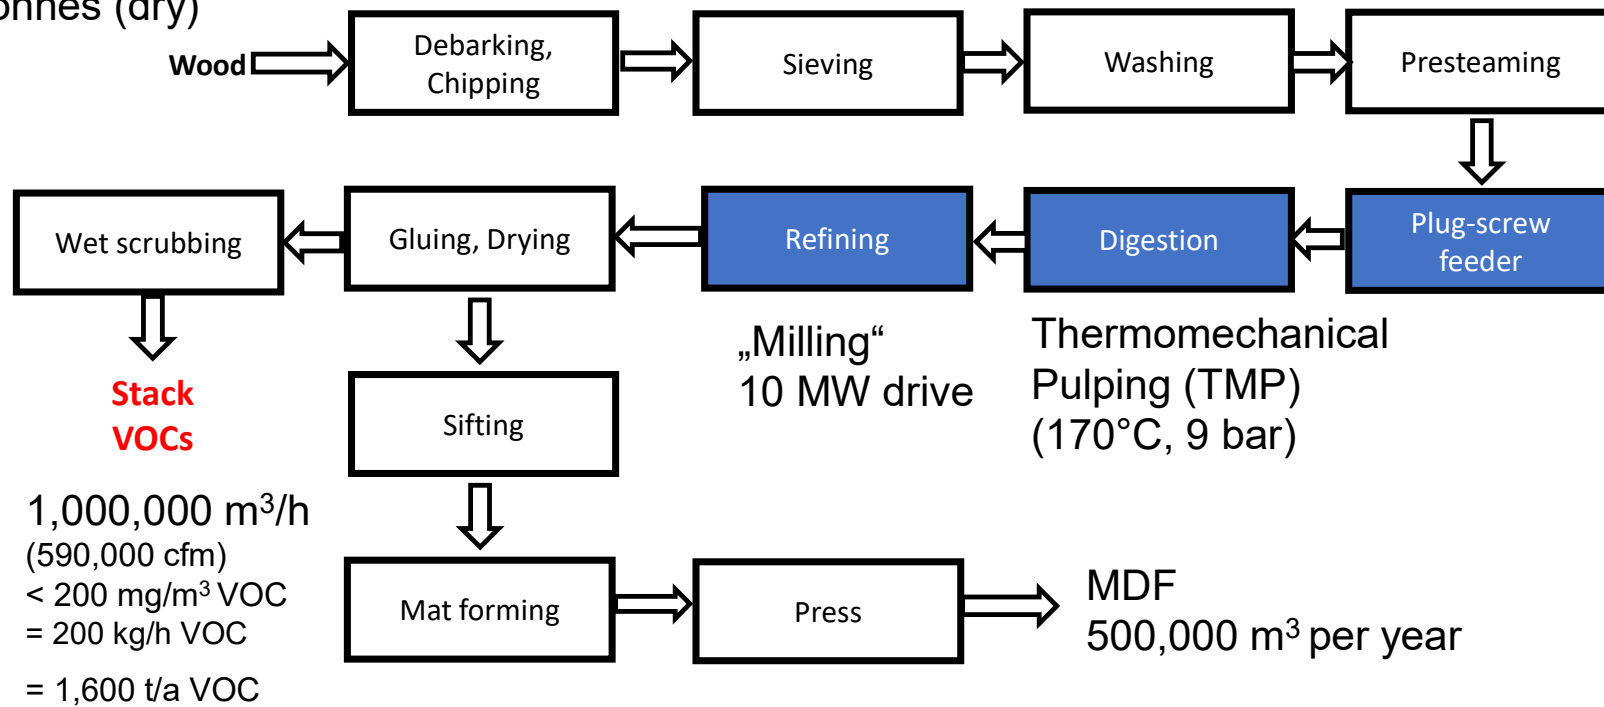 (dry)
Wood
Debarking,
Chipping
Sieving
Washing
Presteaming
Plug-screw
feeder
Digestion
Refining
Gluing, Drying
Wet scrubbing
Thermomechanical
Pulping (TMP)
(170°C, 9 bar)
„Milling“
10 MW drive
Stack
VOCs
1,000,000 m³/h
(590,000 cfm)
< 200 mg/m³ VOC
= 200 kg/h VOC
= 1,600 t/a VOC
Sifting
Mat forming
Press
MDF
500,000 m³ per year